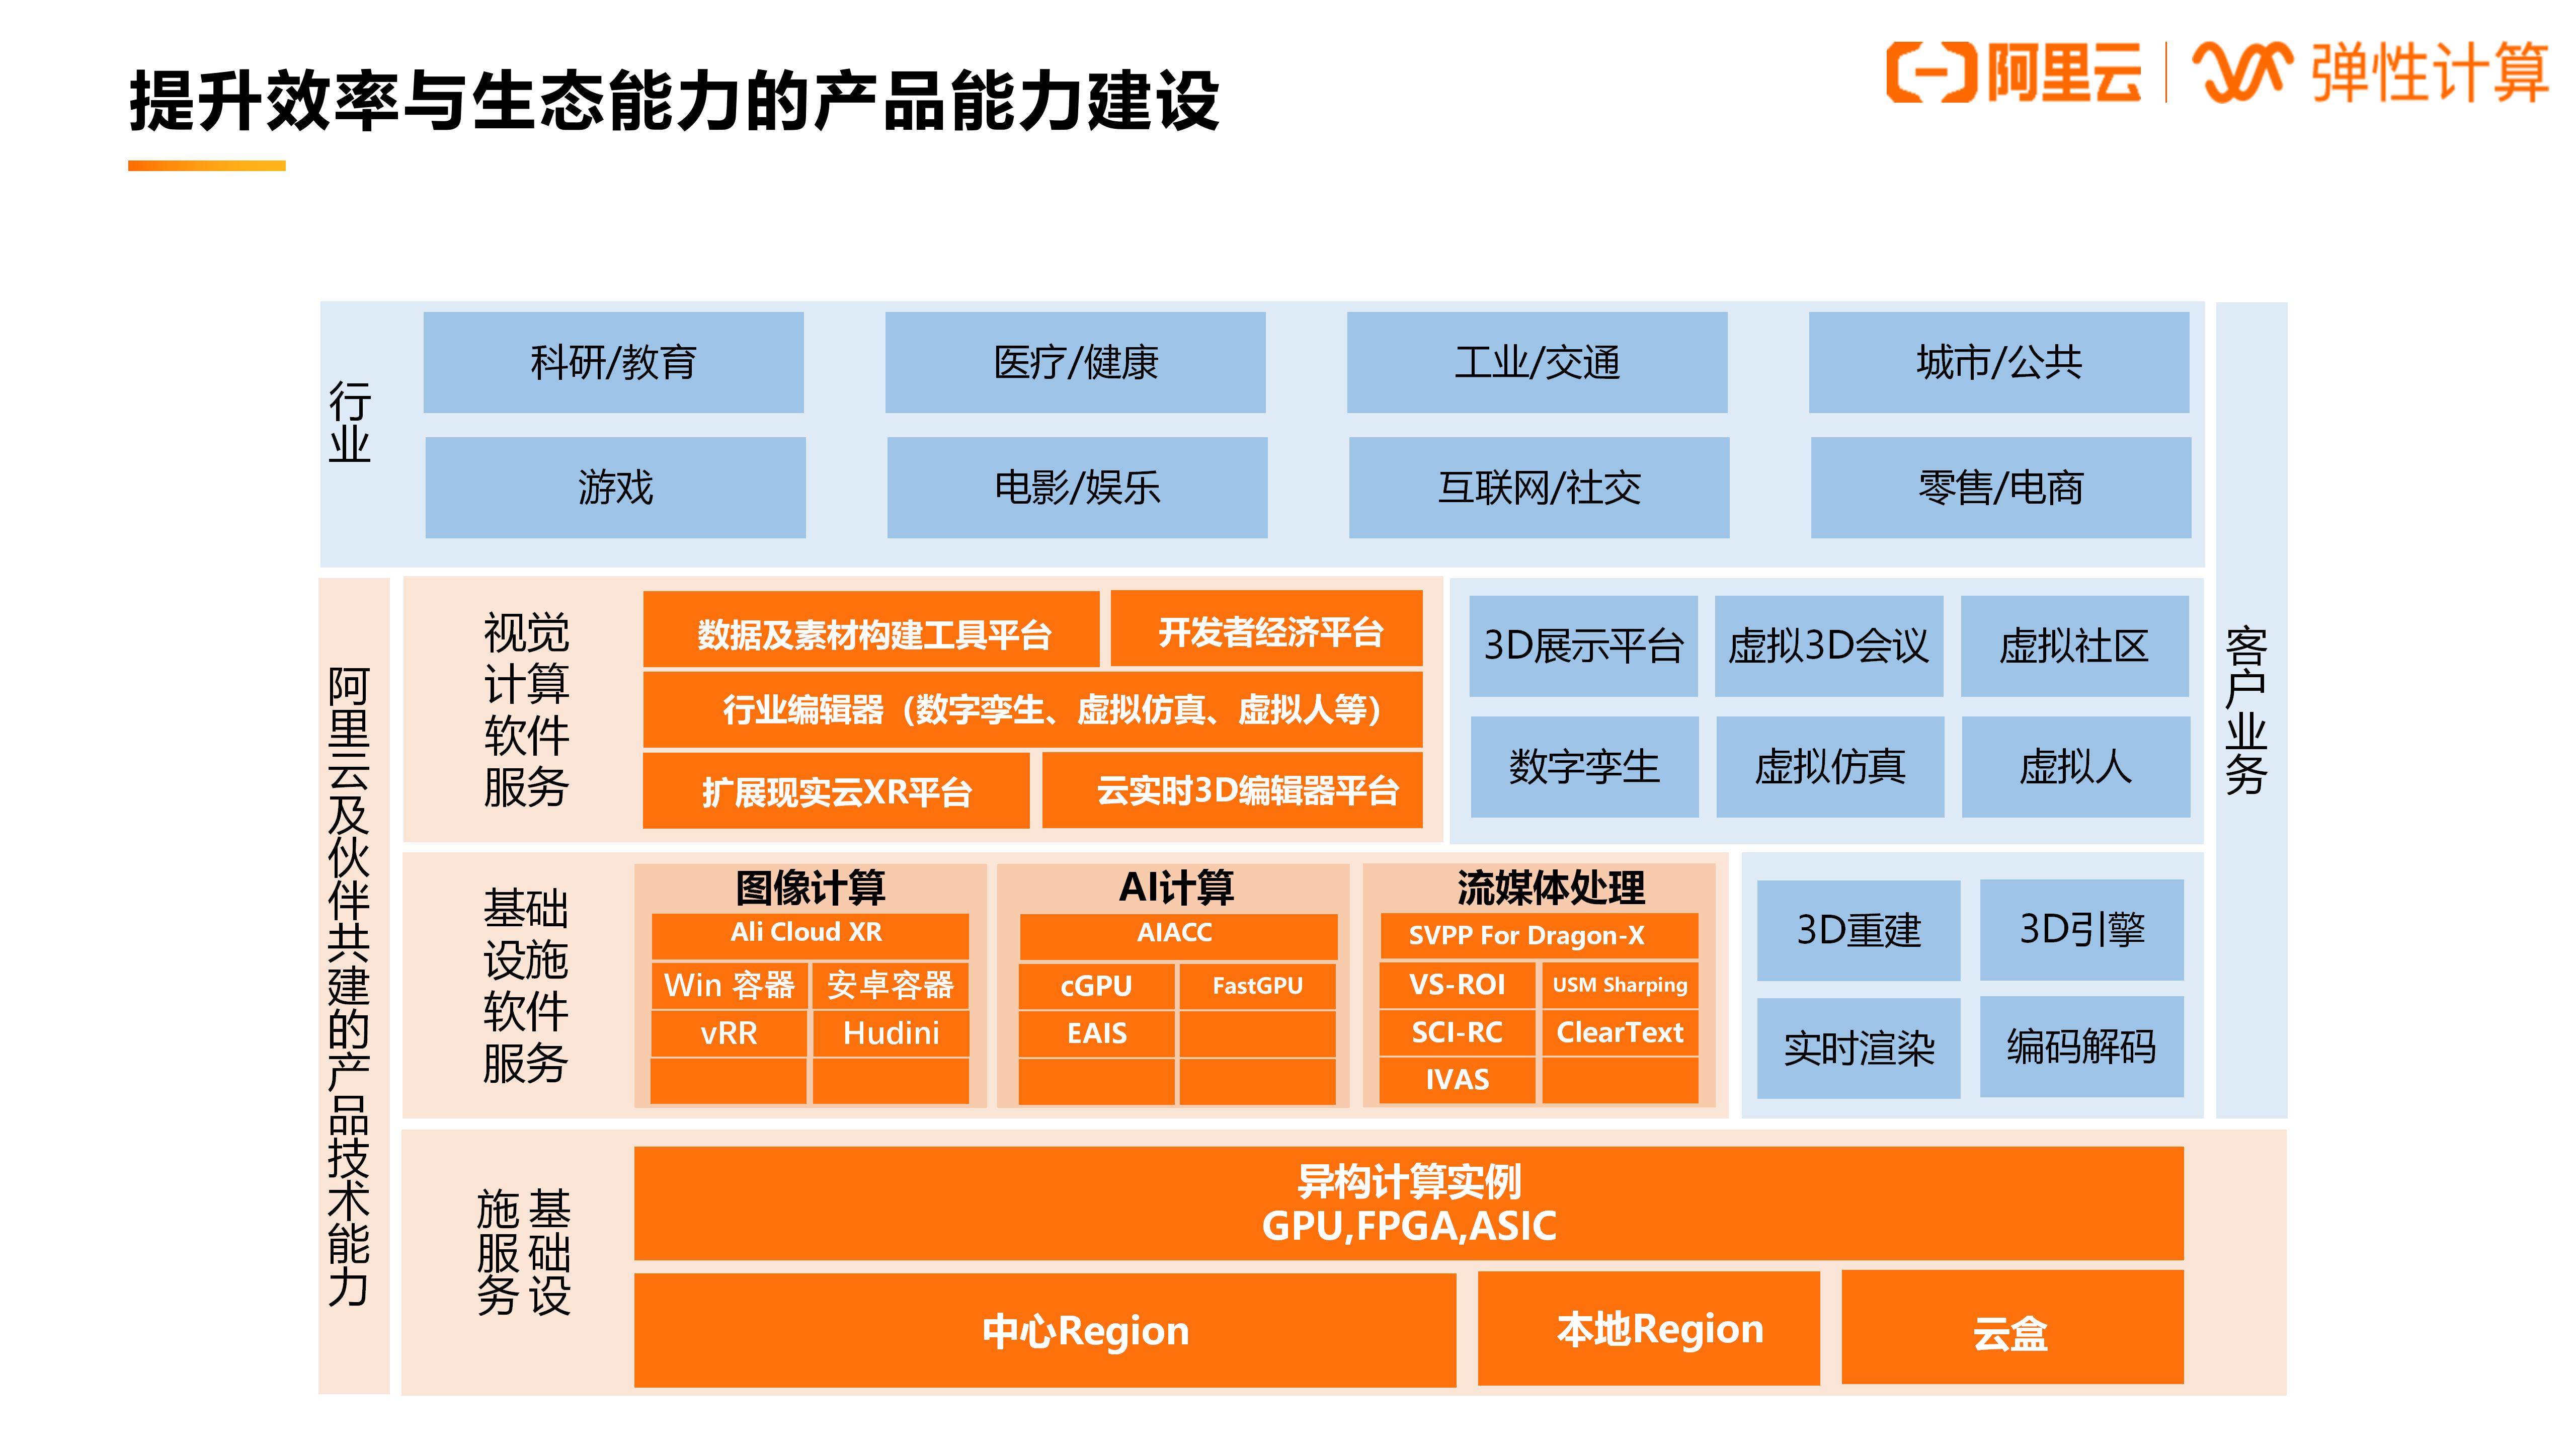 提升效率与生态能力的产品能力建设
阿里云
弹性计算
行业
科研/教育
医疗/健康
工业/交通
城市/公共
游戏
电影/娱乐
互联网/社交
零售/电商
客户业务
阿里云及伙伴共建的产品技术能力
视觉
计算
软件
服务
数据及素材构建工具平台
开发者经济平台
行业编辑器（数字孪生、虚拟仿真、虚拟人等）
扩展现实云XR平台
云实时3D编辑器平台
3D展示平台
虚拟3D会议
虚拟社区
数字孪生
虚拟仿真
虚拟人
基础
设施
软件
服务
图像计算
Ali Cloud XR
Win 容器
安卓容器
vRR
Hudini
AI计算
AIACC
cGPU
FastGPU
EAIS
流媒体处理
SVPP For Dragon-X
VS-ROI
USM Sharping
SCI-RC
ClearText
IVAS
3D重建
3D引擎
实时渲染
编码解码
基础设
施服务
异构计算实例
GPU,FPGA,ASIC
中心Region
本地Region
云盒